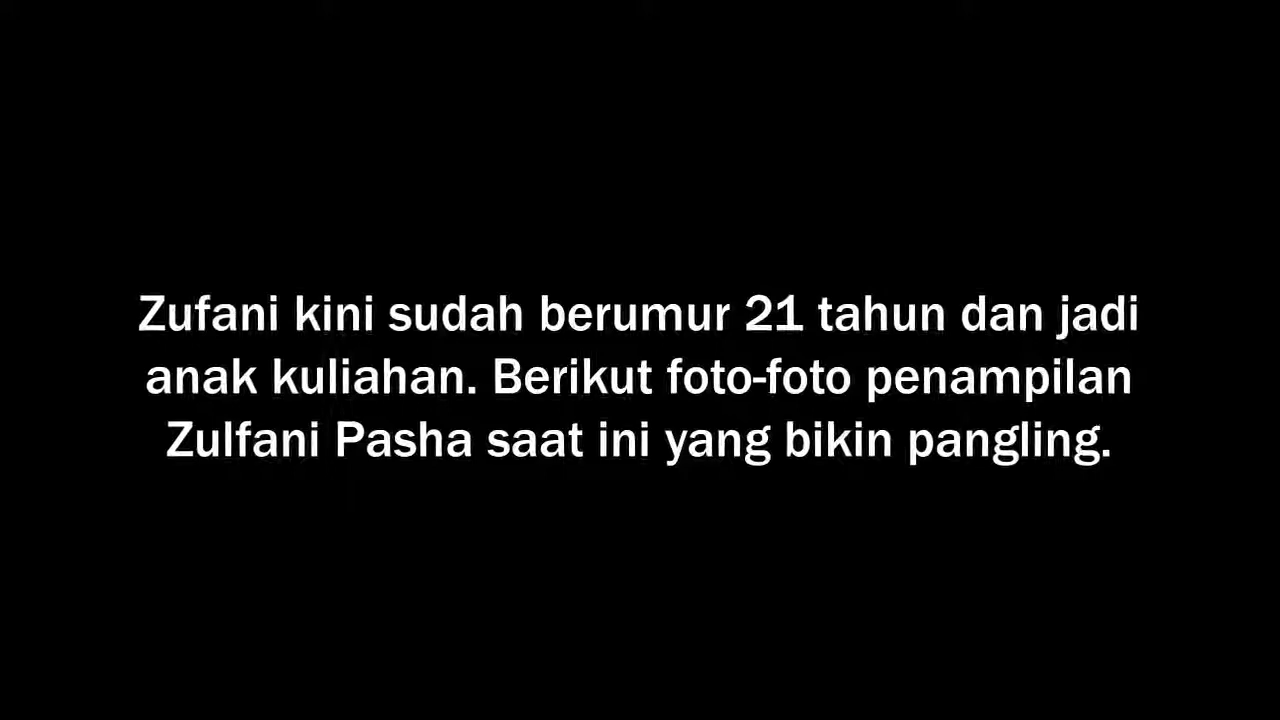 Zufani kini sudah berumur 21 tahun dan jadi
anak kuliahan. Berikut foto-foto penampilan
Zulfani Pasha saat ini yang bikin pangling.